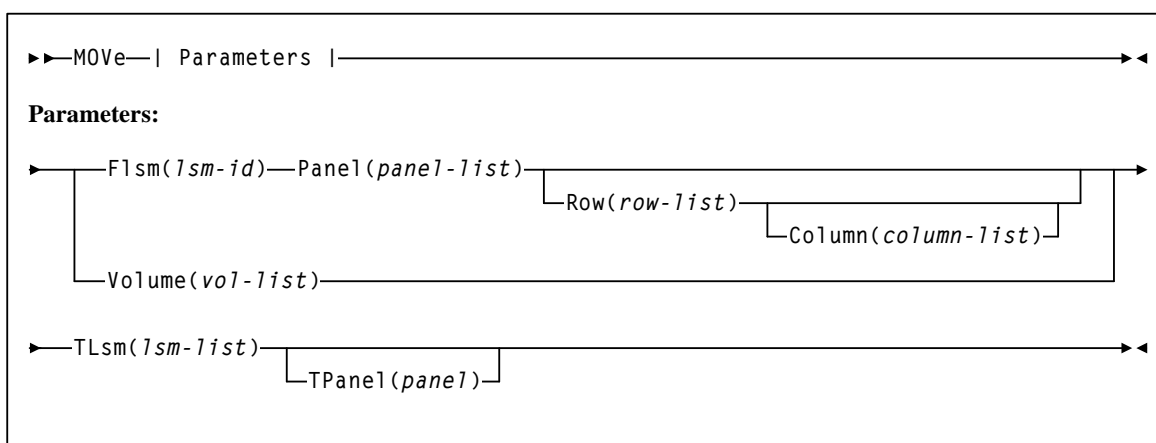 MOVe | Parameters |
Parameters:
Flsm(lsm-id) Panel(panel-list)
Row(row-list)
Column(column-list)
Volume(vol-list)
TLsm(lsm-list)
TPanel(panel)